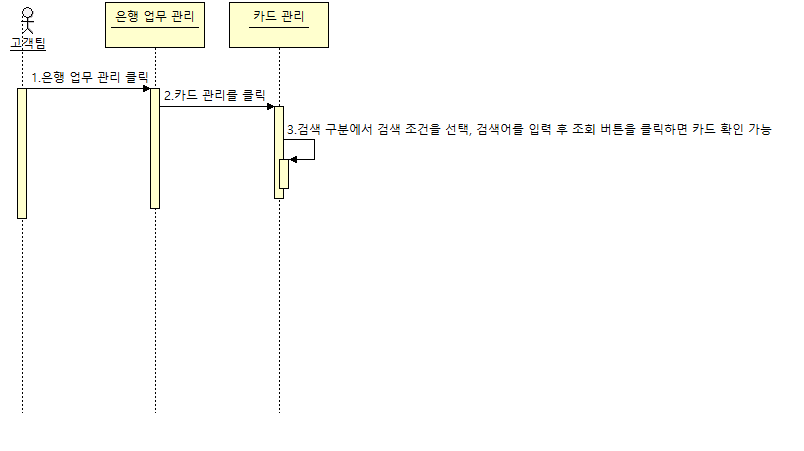 은행 업무 관리
카드 관리
고객팀
1.은행 업무 관리 클릭
2.카드 관리를 클릭
3.검색 구분에서 검색 조건을 선택, 검색어를 입력 후 조회 버튼을 클릭하면 카드 확인 가능